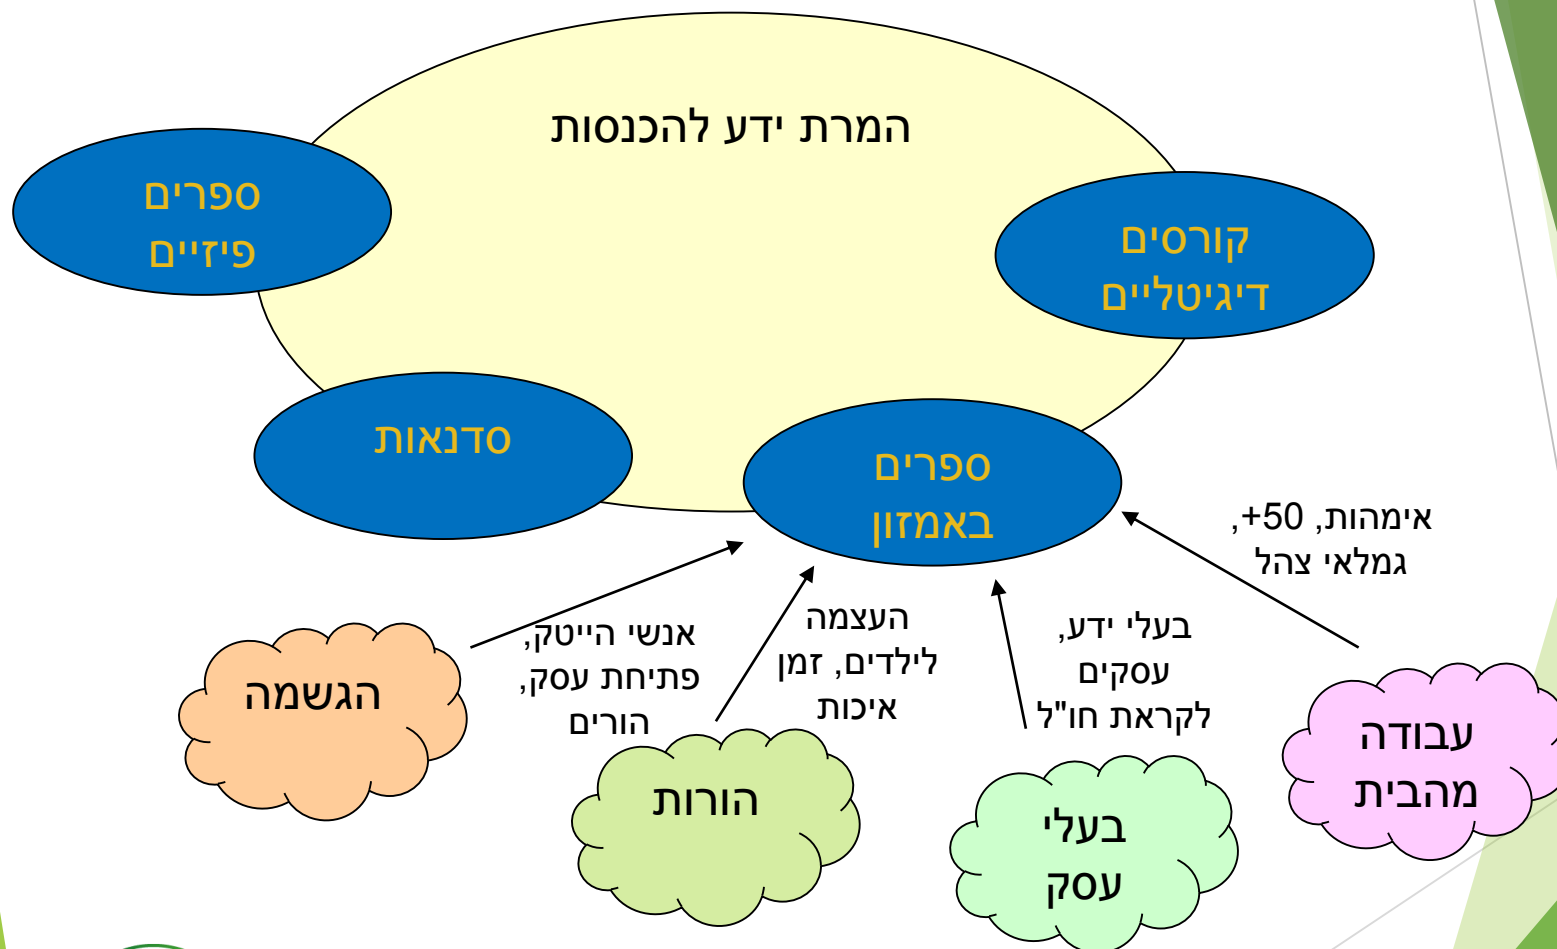 המרת ידע להכנסות
ספרים
פיזיים
קורסים
דיגיטליים
סדנאות
ספרים
באמזון
אימהות, 50+,
גמלאי צהל
בעלי ידע,
עסקים
לקראת חו"ל
העצמה
לילדים, זמן
איכות
אנשי הייטק,
פתיחת עסק,
הורים
עבודה
מהבית
בעלי
עסק
הורות
הגשמה